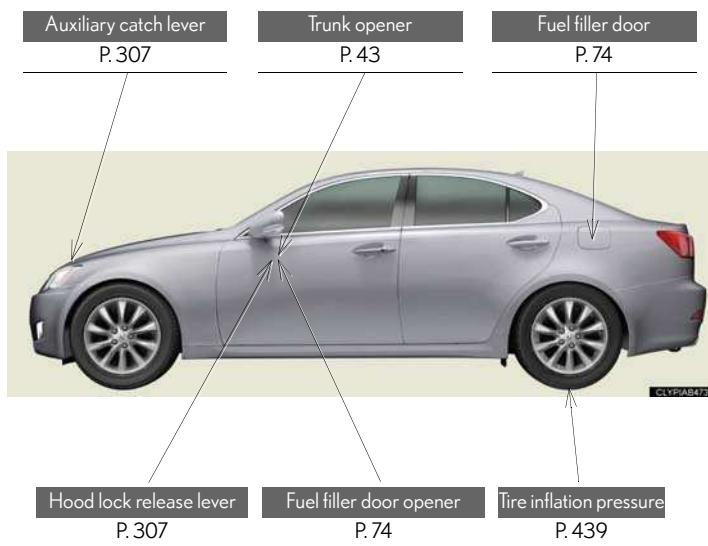 Auxiliary catch lever
P. 307
Trunk opener
P. 43
Fuel filler door
P. 74
CLYPIAB473
Hood lock release lever
P. 307
Fuel filler door opener
P. 74
Tire inflation pressure
P. 439